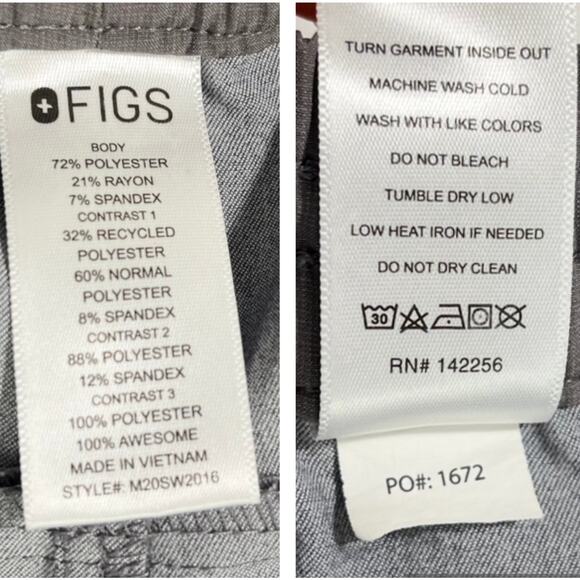 FIGS
BODY
72% POLYESTER
21% RAYON
7% SPANDEX
CONTRAST 1
32% RECYCLED
POLYESTER
60% NORMAL
POLYESTER
8% SPANDEX
CONTRAST 2
88% POLYESTER
12% SPANDEX
CONTRAST 3
100% POLYESTER
100% AWESOME
MADE IN VIETNAM
STYLE#: M20SW2016
TURN GARMENT INSIDE OUT
MACHINE WASH COLD
WASH WITH LIKE COLORS
DO NOT BLEACH
TUMBLE DRY LOW
LOW HEAT IRON IF NEEDED
DO NOT DRY CLEAN
30
RN# 142256
PO#: 1672